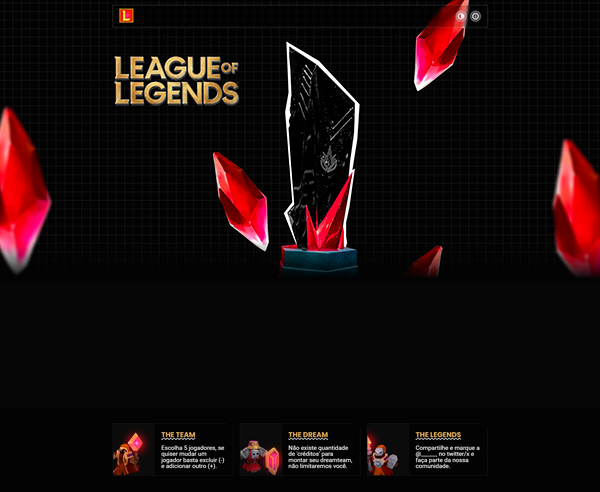 L
LEAGUE OF
LEGENDS
THE TEAM
Escolha 5 jogadores, se
quiser mudar um
jogador basta excluir (-)
e adicionar outro (+).
THE DREAM
Não existe quantidade
de 'créditos' para
montar seu dreamteam,
não limitaremos você.
THE LEGENDS
Compartilhe e marque a
@______ no twitter/x e
faça parte da nossa
comunidade.